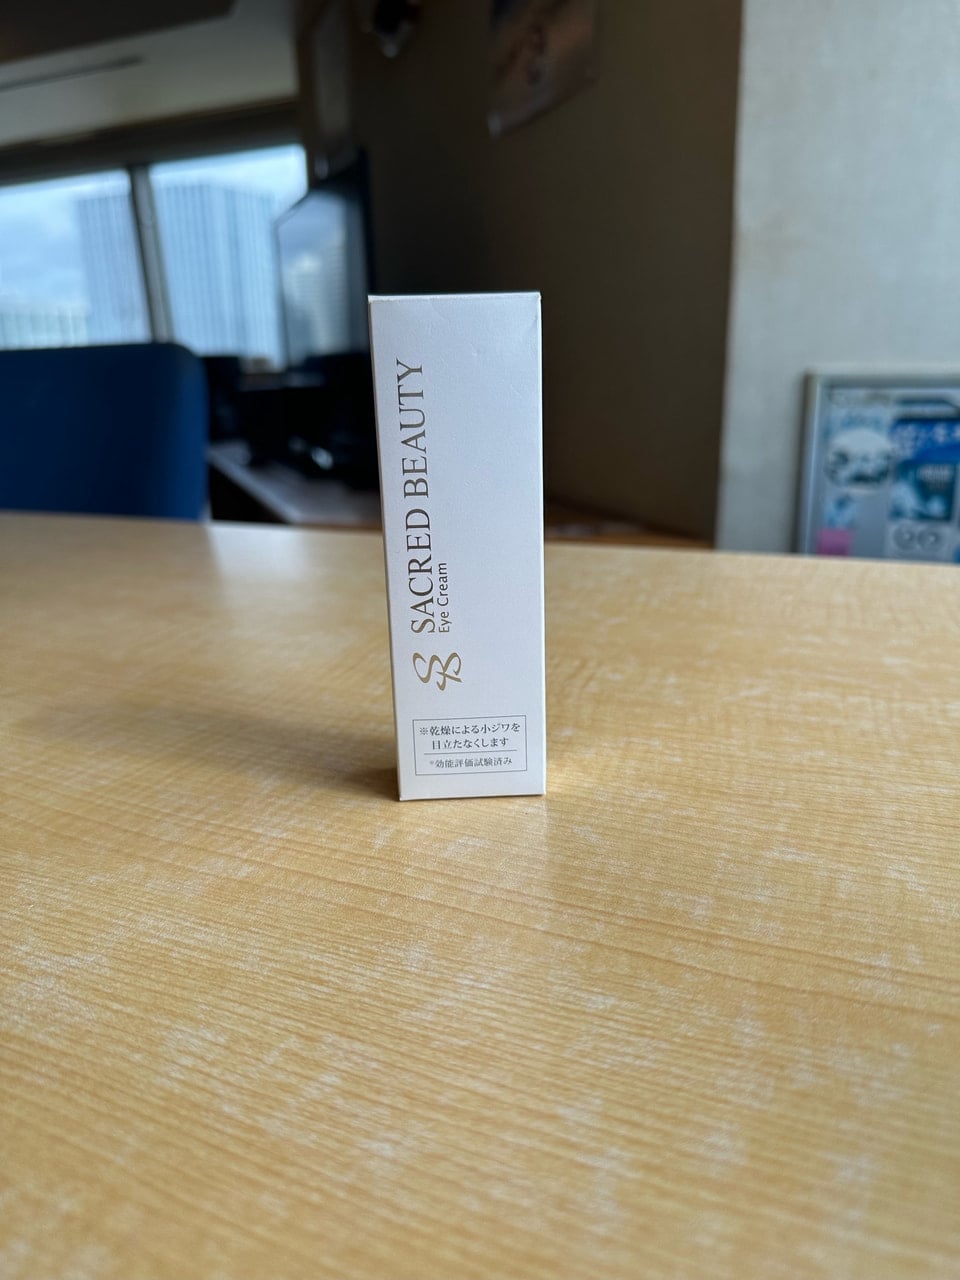 SACRED BEAUTY
Eye Cream
※乾燥による小ジワを
目立たなくします
*効能評価試験済み